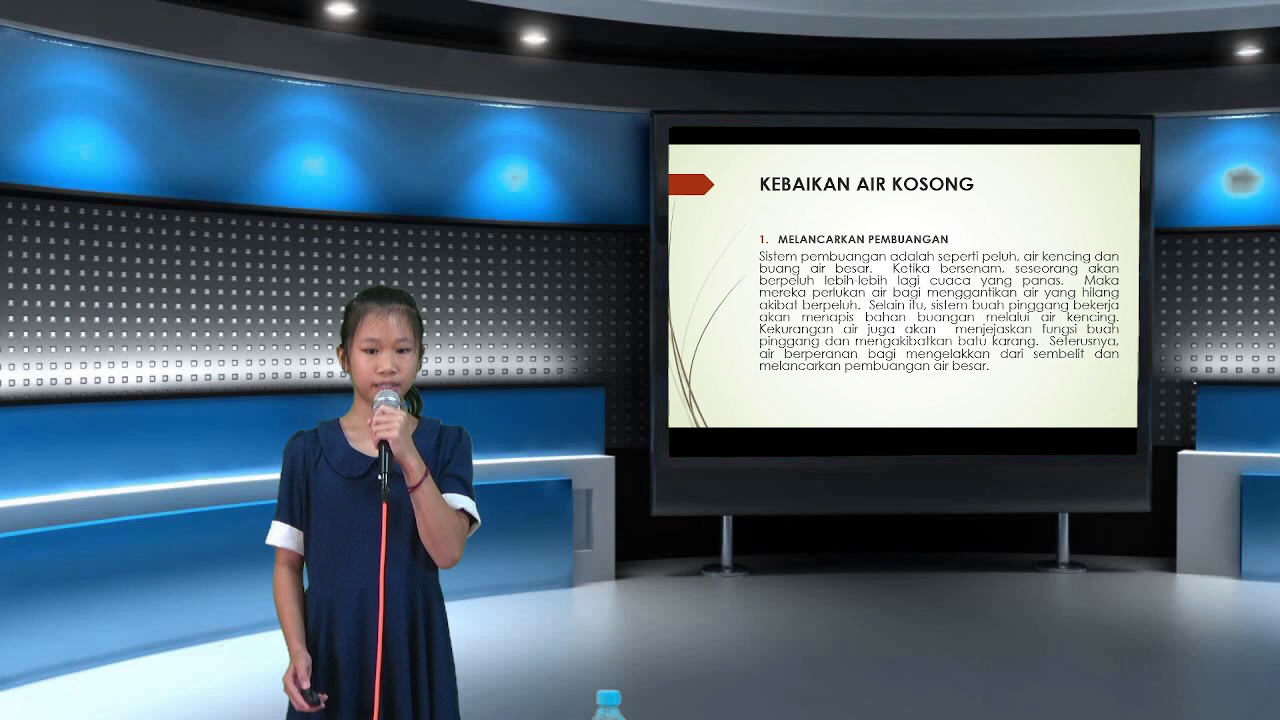 KEBAIKAN AIR KOSONG
1. MELANCARKAN PEMBUANGAN
Sistem pembuangan adalah seperti peluh, air kencing dan
buang air besar. Ketika bersenam, seseorang akan
berpeluh lebih-lebih lagi cuaca yang panas. Maka
mereka perlukan air bagi menggantikan air yang hilang
akibat berpeluh. Selain itu, sistem buah pinggang bekerja
akan menapis bahan buangan melalui air kencing.
Kekurangan air juga akan menjejaskan fungsi buah
pinggang dan mengakibatkan batu karang. Seterusnya,
air berperanan bagi mengelakkan dari sembelit dan
melancarkan pembuangan air besar.